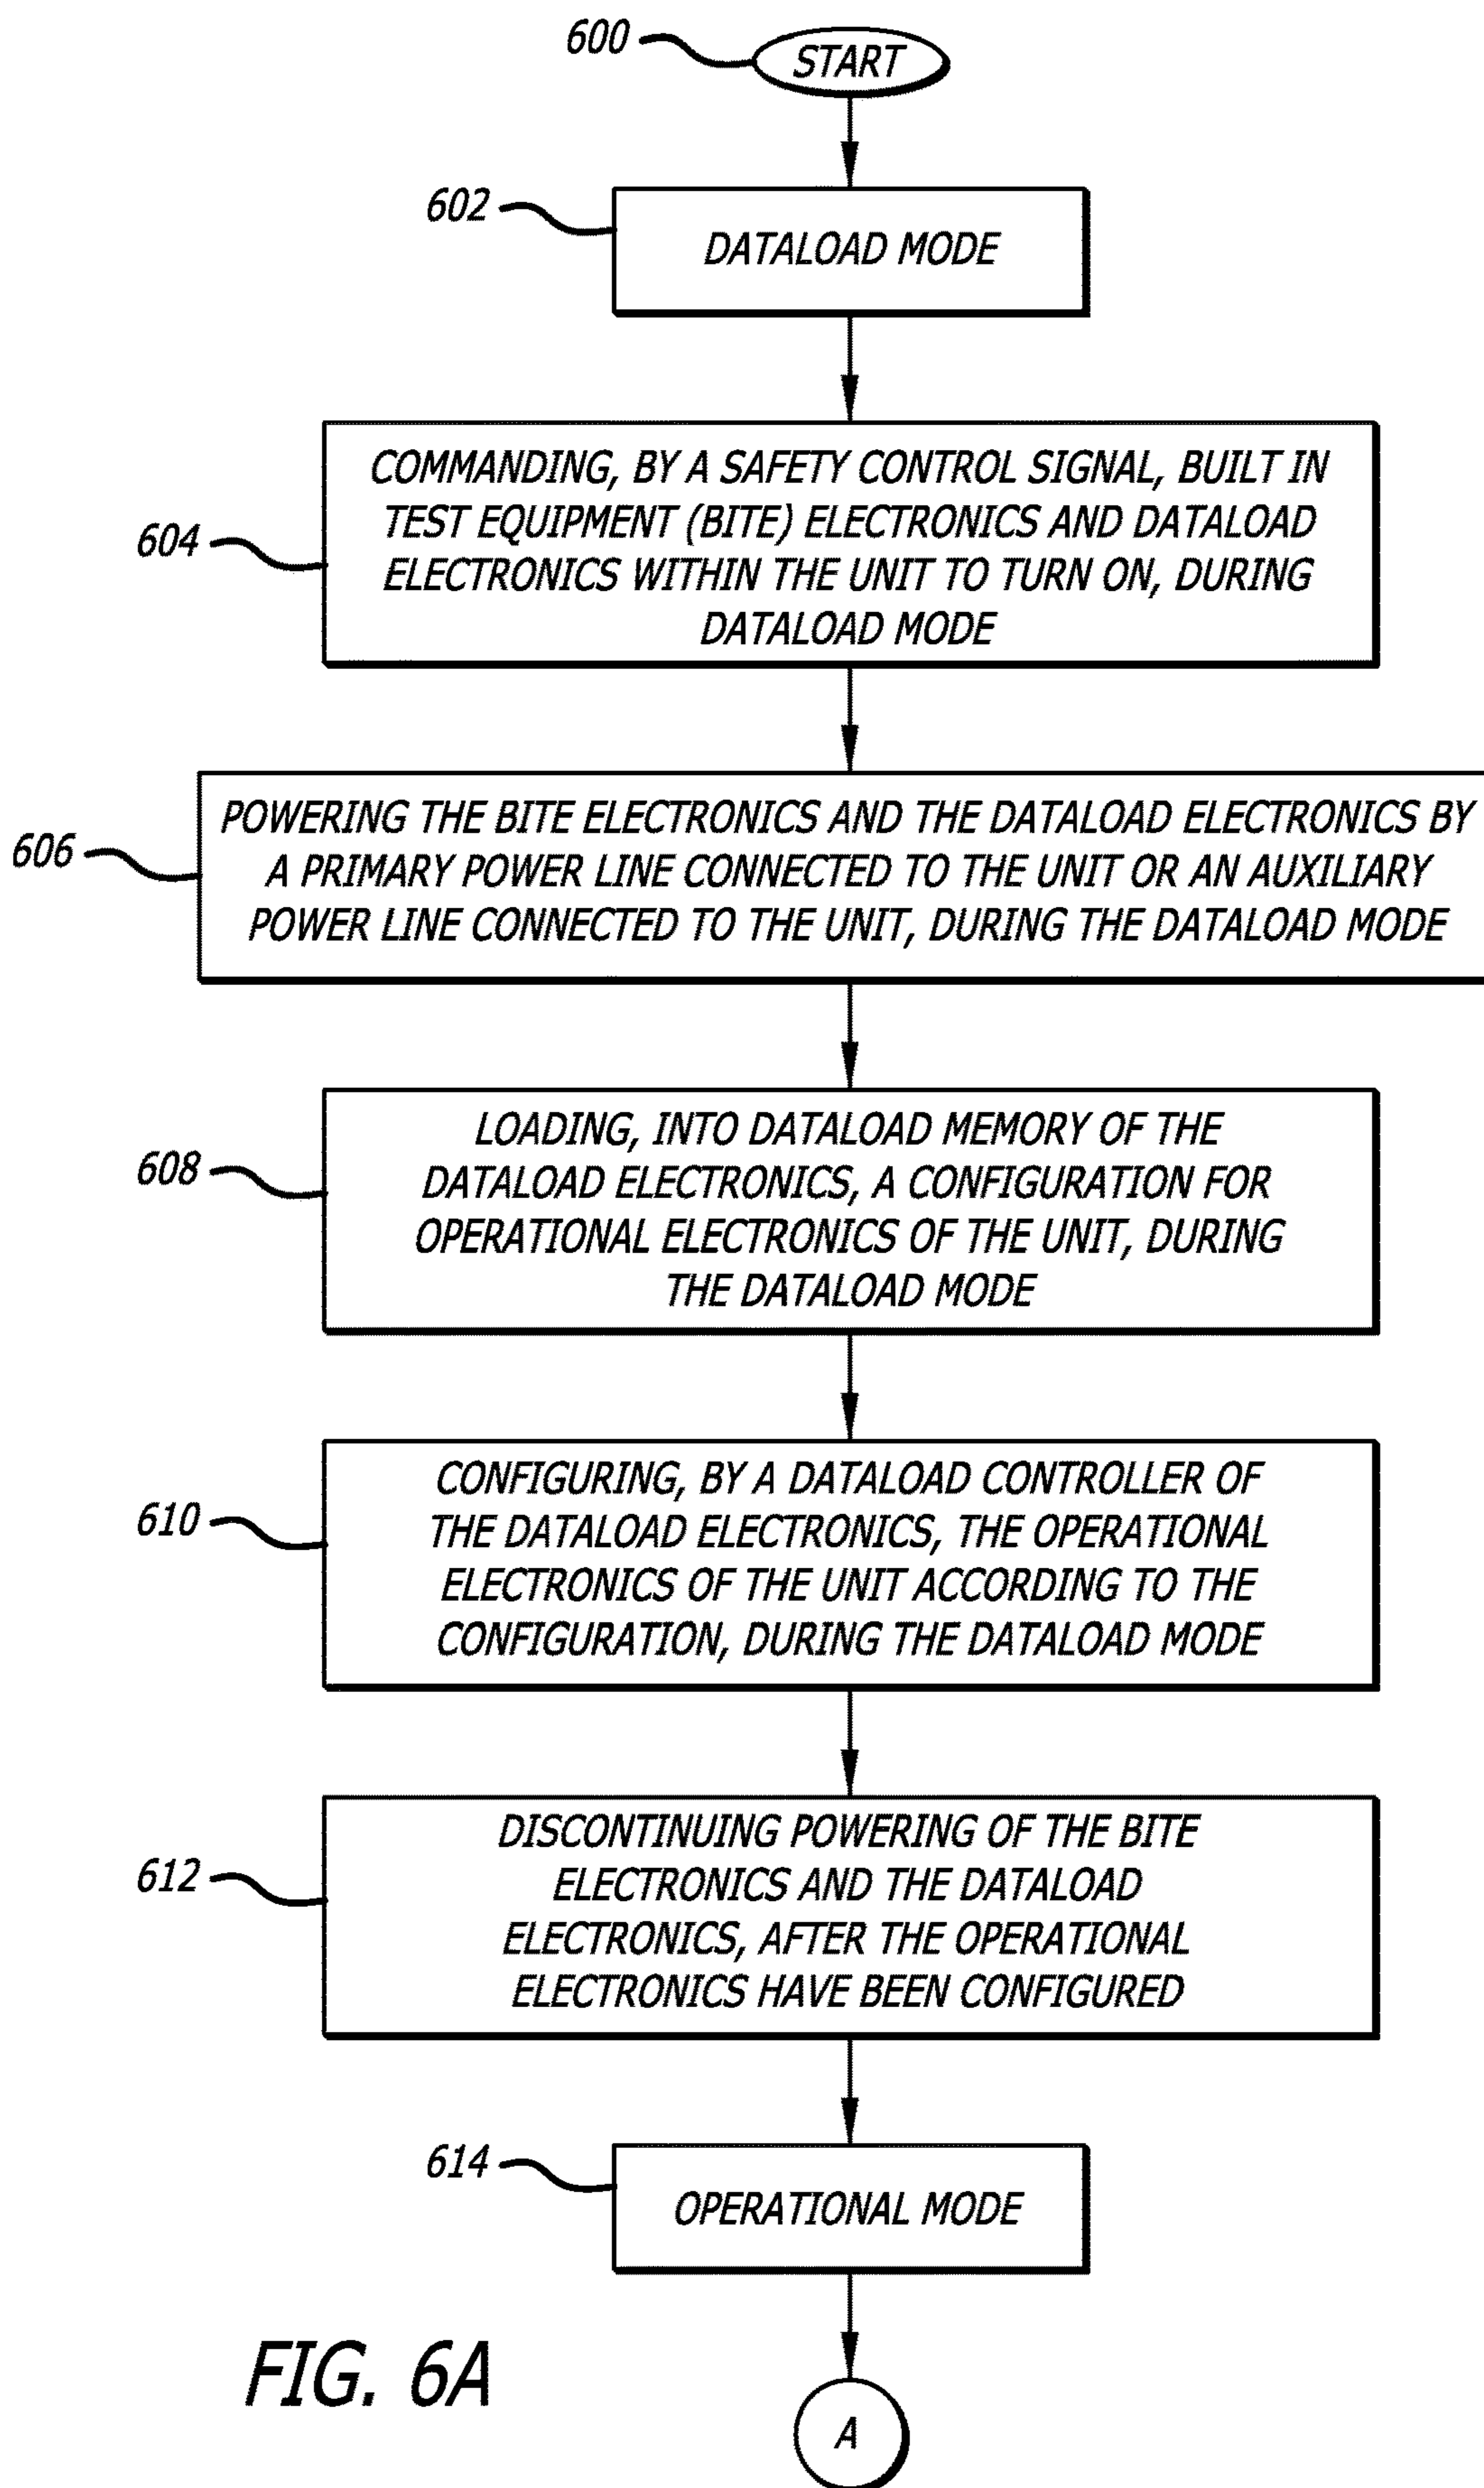 600
START
602
DATALOAD MODE
604
COMMANDING, BY A SAFETY CONTROL SIGNAL, BUILT IN
TEST EQUIPMENT (BITE) ELECTRONICS AND DATALOAD
ELECTRONICS WITHIN THE UNIT TO TURN ON, DURING
DATALOAD MODE
606
POWERING THE BITE ELECTRONICS AND THE DATALOAD ELECTRONICS BY
A PRIMARY POWER LINE CONNECTED TO THE UNIT OR AN AUXILIARY
POWER LINE CONNECTED TO THE UNIT, DURING THE DATALOAD MODE
608
LOADING, INTO DATALOAD MEMORY OF THE
DATALOAD ELECTRONICS, A CONFIGURATION FOR
OPERATIONAL ELECTRONICS OF THE UNIT, DURING
THE DATALOAD MODE
610
CONFIGURING, BY A DATALOAD CONTROLLER OF
THE DATALOAD ELECTRONICS, THE OPERATIONAL
ELECTRONICS OF THE UNIT ACCORDING TO THE
CONFIGURATION, DURING THE DATALOAD MODE
612
DISCONTINUING POWERING OF THE BITE
ELECTRONICS AND THE DATALOAD
ELECTRONICS, AFTER THE OPERATIONAL
ELECTRONICS HAVE BEEN CONFIGURED
614
OPERATIONAL MODE
FIG. 6A
A